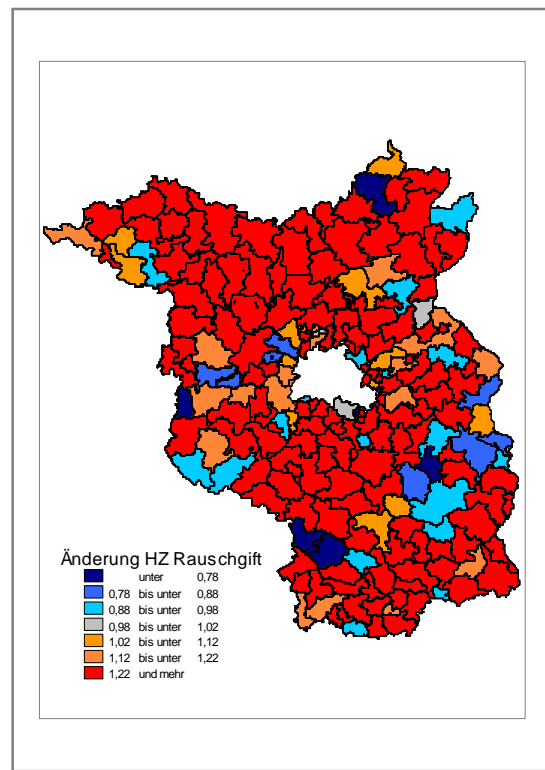 Änderung HZ Rauschgift
unter 0,78
0,78 bis unter 0,88
0,88 bis unter 0,98
0,98 bis unter 1,02
1,02 bis unter 1,12
1,12 bis unter 1,22
1,22 und mehr